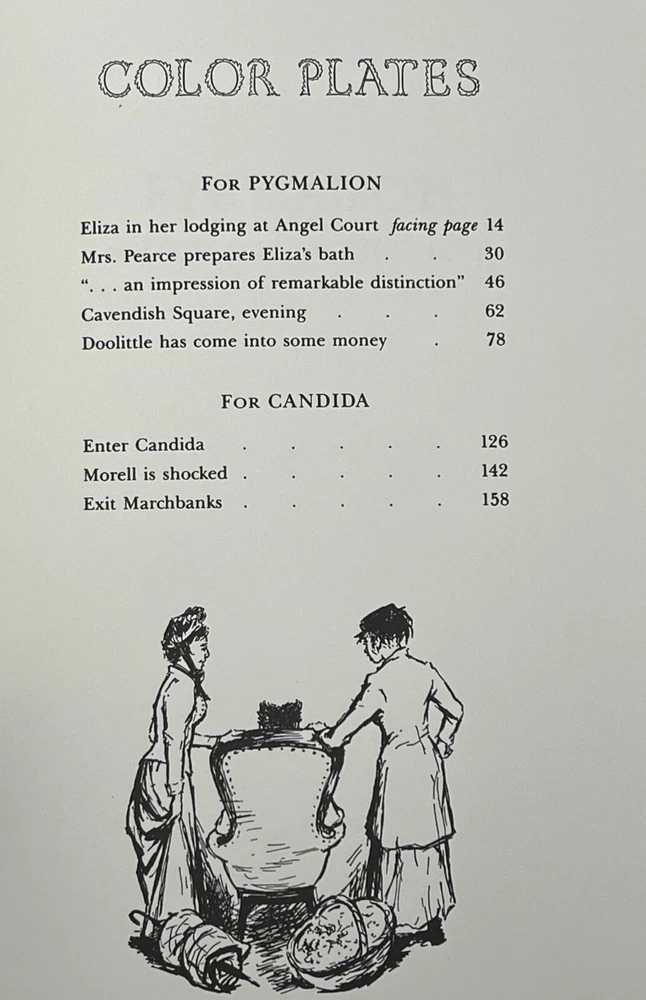 COLOR PLATES
FOR PYGMALION
Eliza in her lodging at Angel Court facing page 14
Mrs. Pearce prepares Eliza's bath . . 30
“. . . an impression of remarkable distinction” 46
Cavendish Square, evening . . . 62
Doolittle has come into some money . 78
FOR CANDIDA
Enter Candida . . . . . 126
Morell is shocked . . . . . 142
Exit Marchbanks . . . . . 158